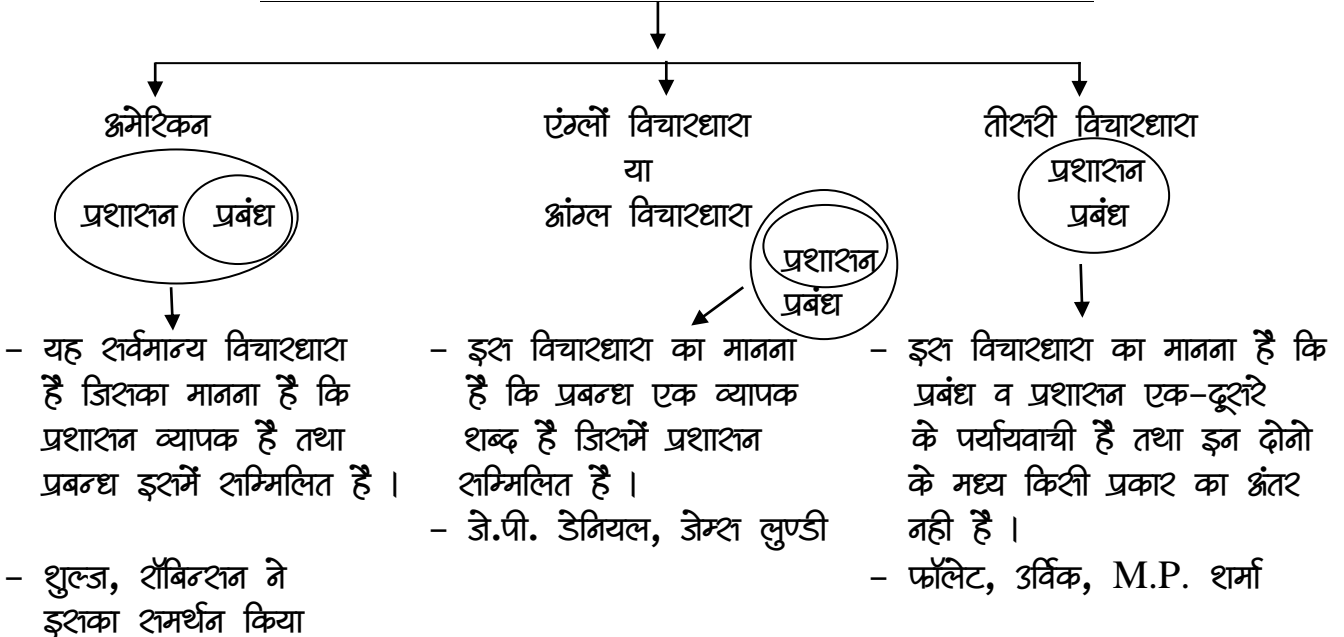 अमेरिकन
प्रशासन प्रबंध
– यह सर्वमान्य विचारधारा
है जिसका मानना है कि
प्रशासन व्यापक है तथा
प्रबन्ध इसमें सम्मिलित है ।
– शुल्ज, रॉबिन्सन ने
इसका समर्थन किया
एंग्लों विचारधारा
या
आंग्ल विचारधारा
प्रशासन
प्रबंध
– इस विचारधारा का मानना
है कि प्रबन्ध एक व्यापक
शब्द है जिसमें प्रशासन
सम्मिलित है ।
– जे.पी. डेनियल, जेम्स लुण्डी
तीसरी विचारधारा
प्रशासन
प्रबंध
– इस विचारधारा का मानना है कि
प्रबंध व प्रशासन एक-दूसरे
के पर्यायवाची है तथा इन दोनो
के मध्य किसी प्रकार का अंतर
नही है ।
– फॉलेट, उर्विक, M.P. शर्मा